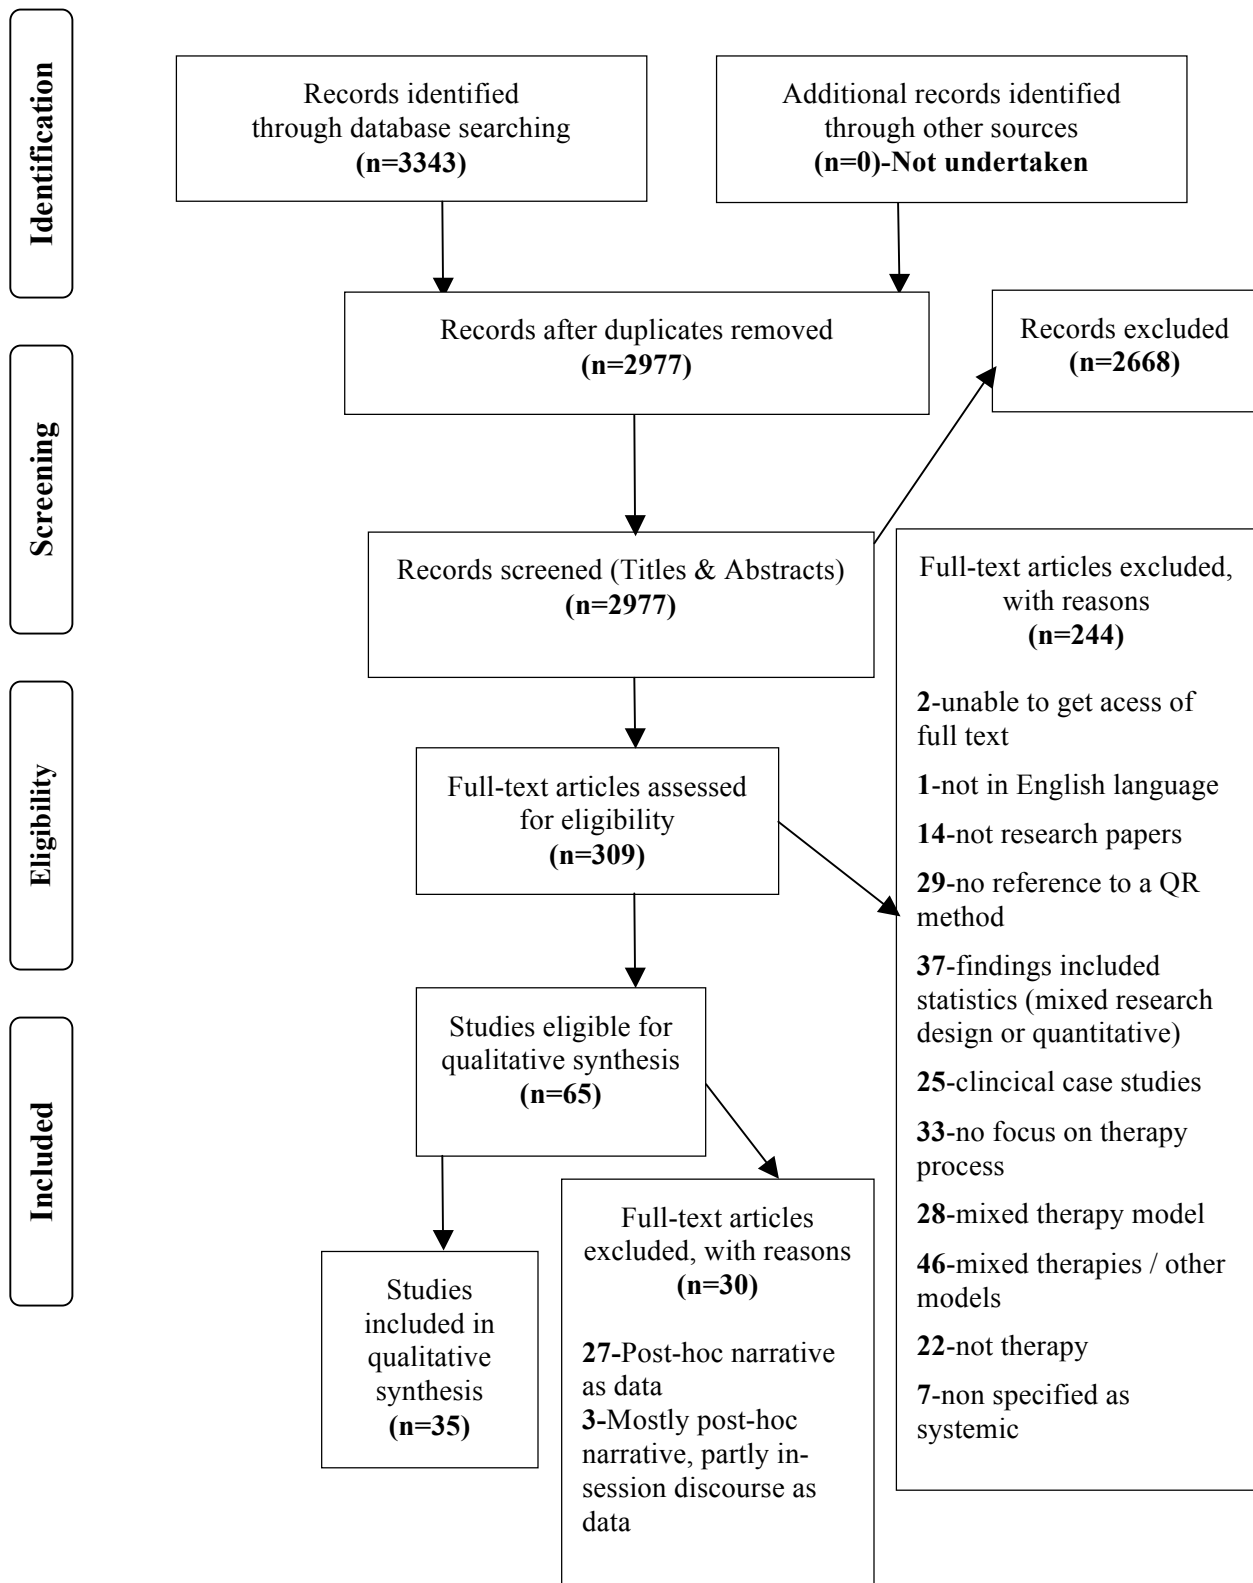 Identification
Records identified
through database searching
(n=3343)
Additional records identified
through other sources
(n=0)-Not undertaken
Records after duplicates removed
(n=2977)
Records excluded
(n=2668)
Screening
Records screened (Titles & Abstracts)
(n=2977)
Full-text articles excluded,
with reasons
(n=244)
2-unable to get acess of
full text
1-not in English language
14-not research papers
29-no reference to a QR
method
37-findings included
statistics (mixed research
design or quantitative)
25-clincical case studies
33-no focus on therapy
process
28-mixed therapy model
46-mixed therapies / other
models
22-not therapy
7-non specified as
systemic
Eligibility
Full-text articles assessed
for eligibility
(n=309)
Studies eligible for
qualitative synthesis
(n=65)
Included
Studies
included in
qualitative
synthesis
(n=35)
Full-text articles
excluded, with reasons
(n=30)
27-Post-hoc narrative
as data
3-Mostly post-hoc
narrative, partly in-
session discourse as
data